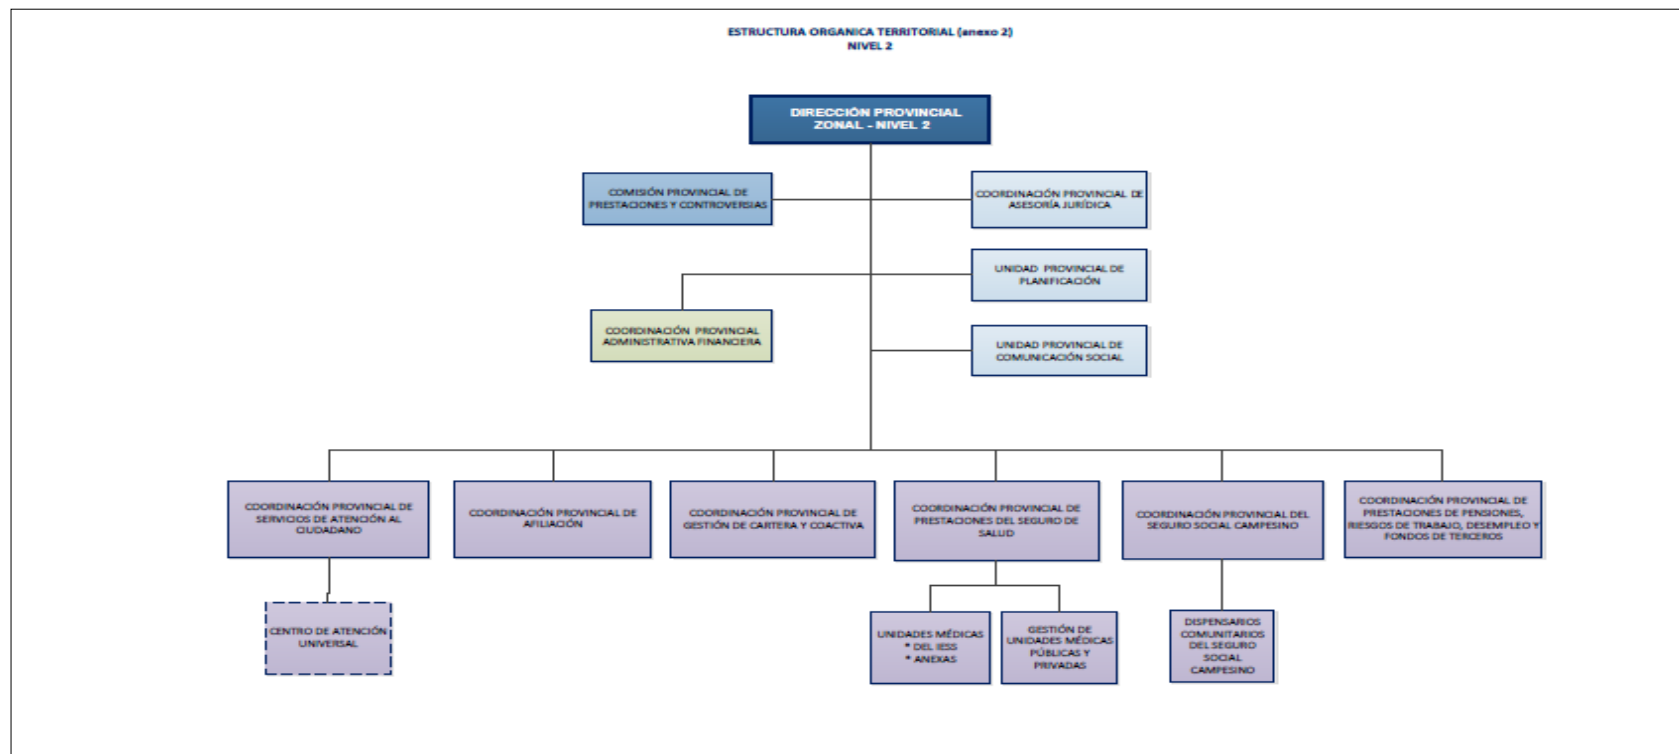 ESTRUCTURA ORGANICA TERRITORIAL (anexo 2)
NIVEL 2
DIRECCIÓN PROVINCIAL
ZONAL - NIVEL 2
COMISIÓN PROVINCIAL DE
PRESTACIONES Y CONTROVERSIAS
COORDINACIÓN PROVINCIAL DE
ASESORÍA JURÍDICA
UNIDAD PROVINCIAL DE
PLANIFICACIÓN
COORDINACIÓN PROVINCIAL
ADMINISTRATIVA FINANCIERA
UNIDAD PROVINCIAL DE
COMUNICACIÓN SOCIAL
COORDINACIÓN PROVINCIAL DE
SERVICIOS DE ATENCIÓN AL
CIUDADANO
COORDINACIÓN PROVINCIAL DE
AFILIACIÓN
COORDINACIÓN PROVINCIAL DE
GESTIÓN DE CARTERA Y COACTIVA
COORDINACIÓN PROVINCIAL DE
PRESTACIONES DEL SEGURO DE
SALUD
COORDINACIÓN PROVINCIAL DEL
SEGURO SOCIAL CAMPESINO
COORDINACIÓN PROVINCIAL DE
PRESTACIONES DE PENSIONES,
RIESGOS DE TRABAJO, DESEMPLEO Y
FONDOS DE TERCEROS
CENTRO DE ATENCIÓN
UNIVERSAL
UNIDADES MÉDICAS
* DEL IESS
* ANEXAS
GESTIÓN DE
UNIDADES MÉDICAS
PÚBLICAS Y
PRIVADAS
DISPENSARIOS
COMUNITARIOS
DEL SEGURO
SOCIAL
CAMPESINO